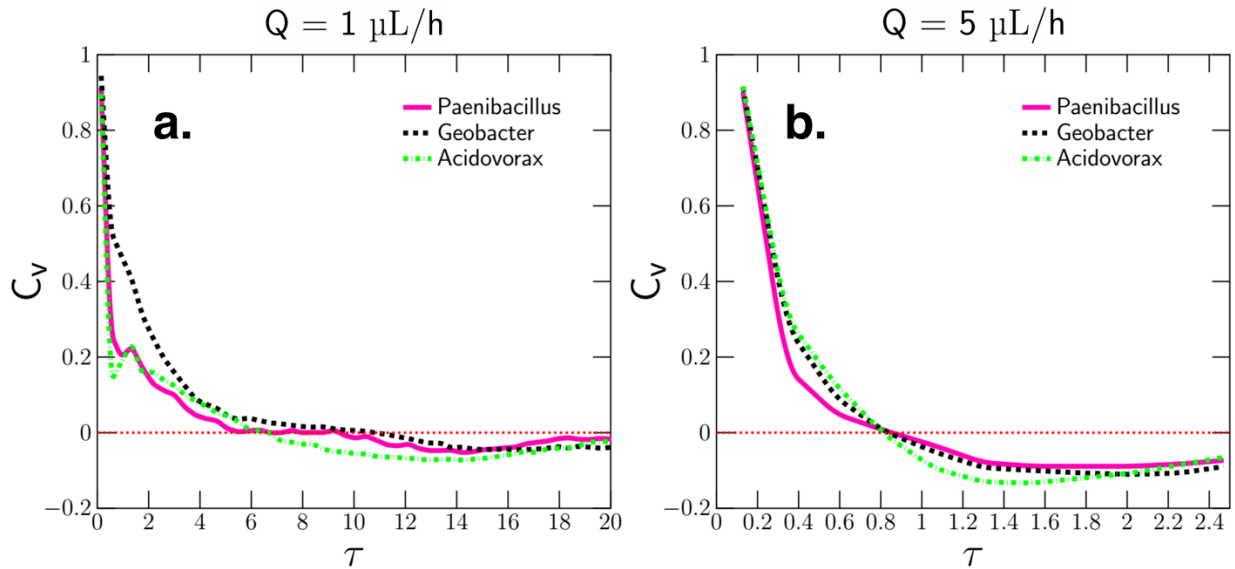 Q = 1 μL/h
Q = 5 μL/h
a.
Paenibacillus
Geobacter
Acidovorax
1
0.8
0.6
0.4
0.2
0
−0.2
C_v
0 2 4 6 8 10 12 14 16 18 20
τ
b.
Paenibacillus
Geobacter
Acidovorax
1
0.8
0.6
0.4
0.2
0
−0.2
C_v
0 0.2 0.4 0.6 0.8 1 1.2 1.4 1.6 1.8 2 2.2 2.4
τ